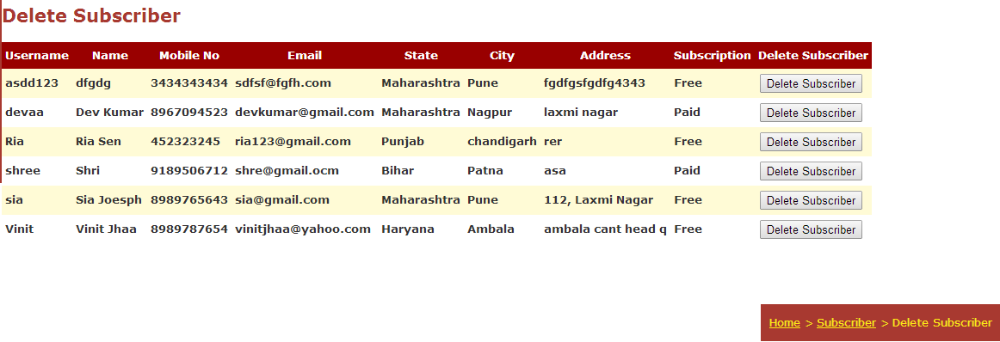 Delete Subscriber
Username Name Mobile No Email State City Address Subscription Delete Subscriber
asdd123 dfgdg 3434343434 sdfsf@fgfh.com Maharashtra Pune fgdfgsfgdfg4343 Free Delete Subscriber
devaa Dev Kumar 8967094523 devkumar@gmail.com Maharashtra Nagpur laxmi nagar Paid Delete Subscriber
Ria Ria Sen 452323245 ria123@gmail.com Punjab chandigarh rer Free Delete Subscriber
shree Shri 9189506712 shre@gmail.ocm Bihar Patna asa Paid Delete Subscriber
sia Sia Joesph 8989765643 sia@gmail.com Maharashtra Pune 112, Laxmi Nagar Free Delete Subscriber
Vinit Vinit Jhaa 8989787654 vinitjhaa@yahoo.com Haryana Ambala ambala cant head q Free Delete Subscriber
Home > Subscriber > Delete Subscriber